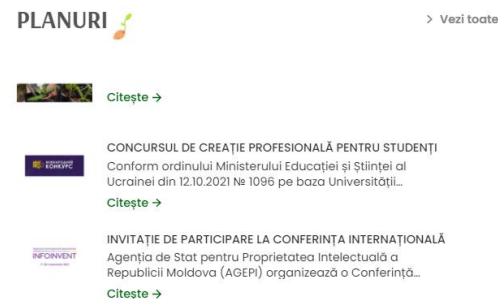 PLANURI
> Vezi toate
Citește →
CONCURSUL DE CREAȚIE PROFESIONALĂ PENTRU STUDENȚI
КОНКУРС
Conform ordinului Ministerului Educației și Științei al
Ucrainei din 12.10.2021 № 1096 pe baza Universității...
Citește →
INVITAȚIE DE PARTICIPARE LA CONFERINȚA INTERNAȚIONALĂ
INFOINVENT
Agenția de Stat pentru Proprietatea Intelectuală a
Republicii Moldova (AGEPI) organizează o Conferință...
Citește →